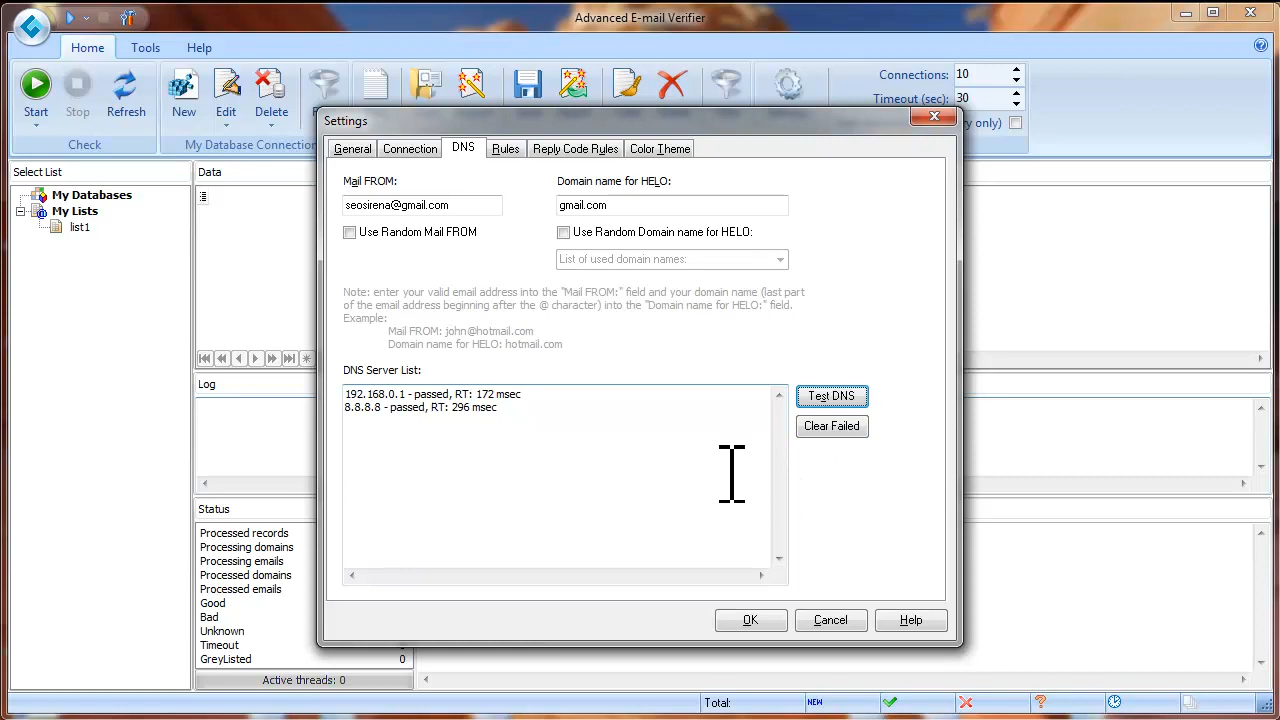 Advanced E-mail Verifier
Home Tools Help
Start Stop Refresh New Edit Delete
Connections: 10
Timeout (sec): 30
Check My Database Connection
Select List
My Databases
My Lists
list1
Data
Log
Status
Processed records
Processing domains
Processing emails
Processed domains
Processed emails
Good
Bad
Unknown
Timeout
GreyListed 0
Active threads: 0
Settings
General Connection DNS Rules Reply Code Rules Color Theme
Mail FROM: Domain name for HELO:
seosirena@gmail.com gmail.com
Use Random Mail FROM Use Random Domain name for HELO:
List of used domain names:
Note: enter your valid email address into the "Mail FROM:" field and your domain name (last part
of the email address beginning after the @ character) into the "Domain name for HELO:" field.
Example:
Mail FROM: john@hotmail.com
Domain name for HELO: hotmail.com
DNS Server List:
192.168.0.1 - passed, RT: 172 msec
8.8.8.8 - passed, RT: 296 msec
Test DNS
Clear Failed
OK Cancel Help
Total: NEW